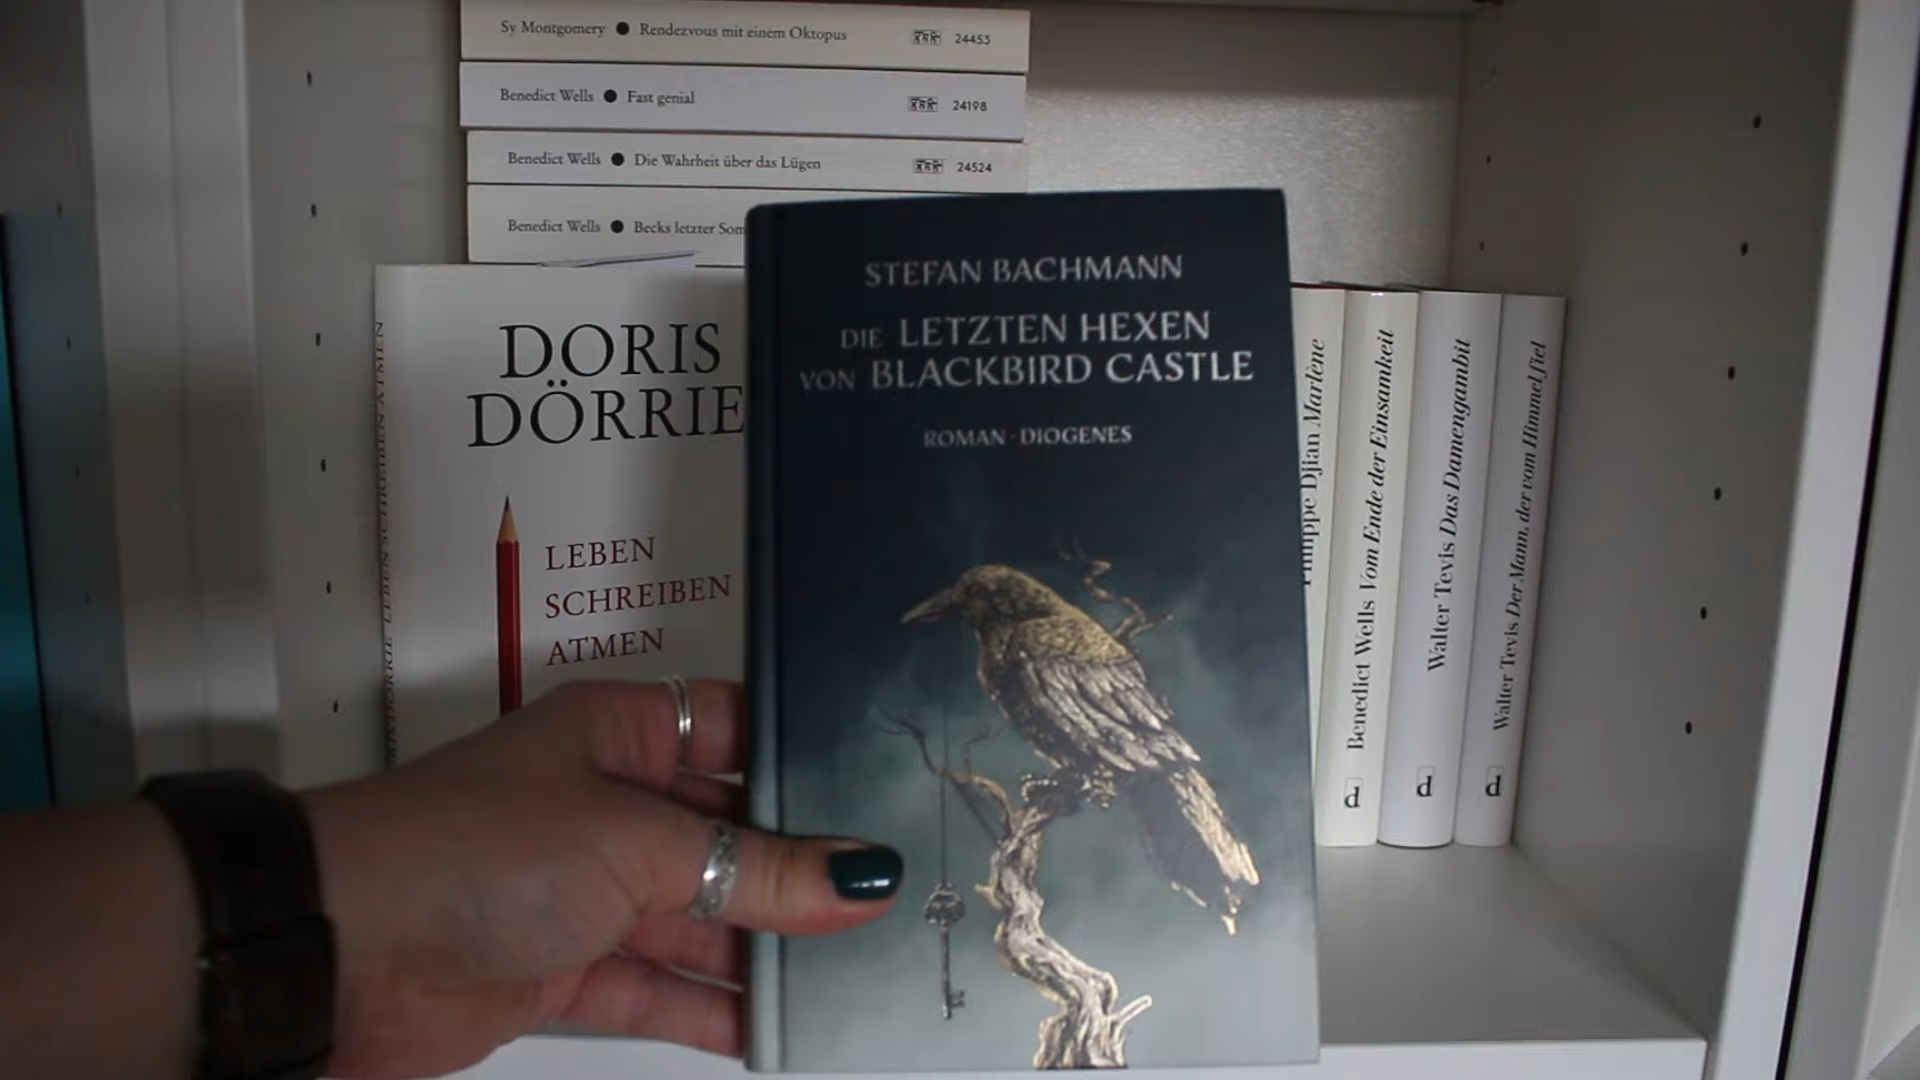 Sy Montgomery ● Rendezvous mit einem Oktopus 24453
Benedict Wells ● Fast genial 24198
Benedict Wells ● Die Wahrheit über das Lügen 24524
Benedict Wells ● Becks letzter Som
DORIS
DÖRRIE
LEBEN
SCHREIBEN
ATMEN
STEFAN BACHMANN
DIE LETZTEN HEXEN
VON BLACKBIRD CASTLE
ROMAN · DIOGENES
Philippe Djian Marlène
Benedict Wells Vom Ende der Einsamkeit
d
Walter Tevis Das Damengambit
d
Walter Tevis Der Mann, der vom Himmel fiel
d